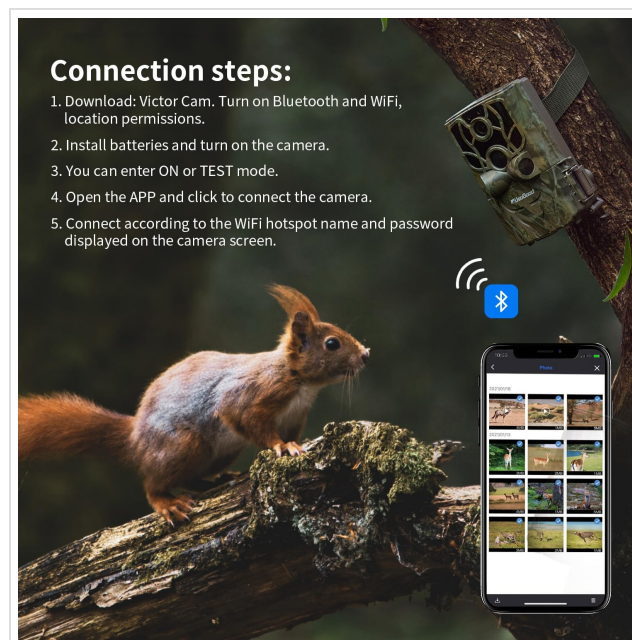 Connection steps:
1. Download: Victor Cam. Turn on Bluetooth and WiFi,
location permissions.
2. Install batteries and turn on the camera.
3. You can enter ON or TEST mode.
4. Open the APP and click to connect the camera.
5. Connect according to the WiFi hotspot name and password
displayed on the camera screen.
Photo